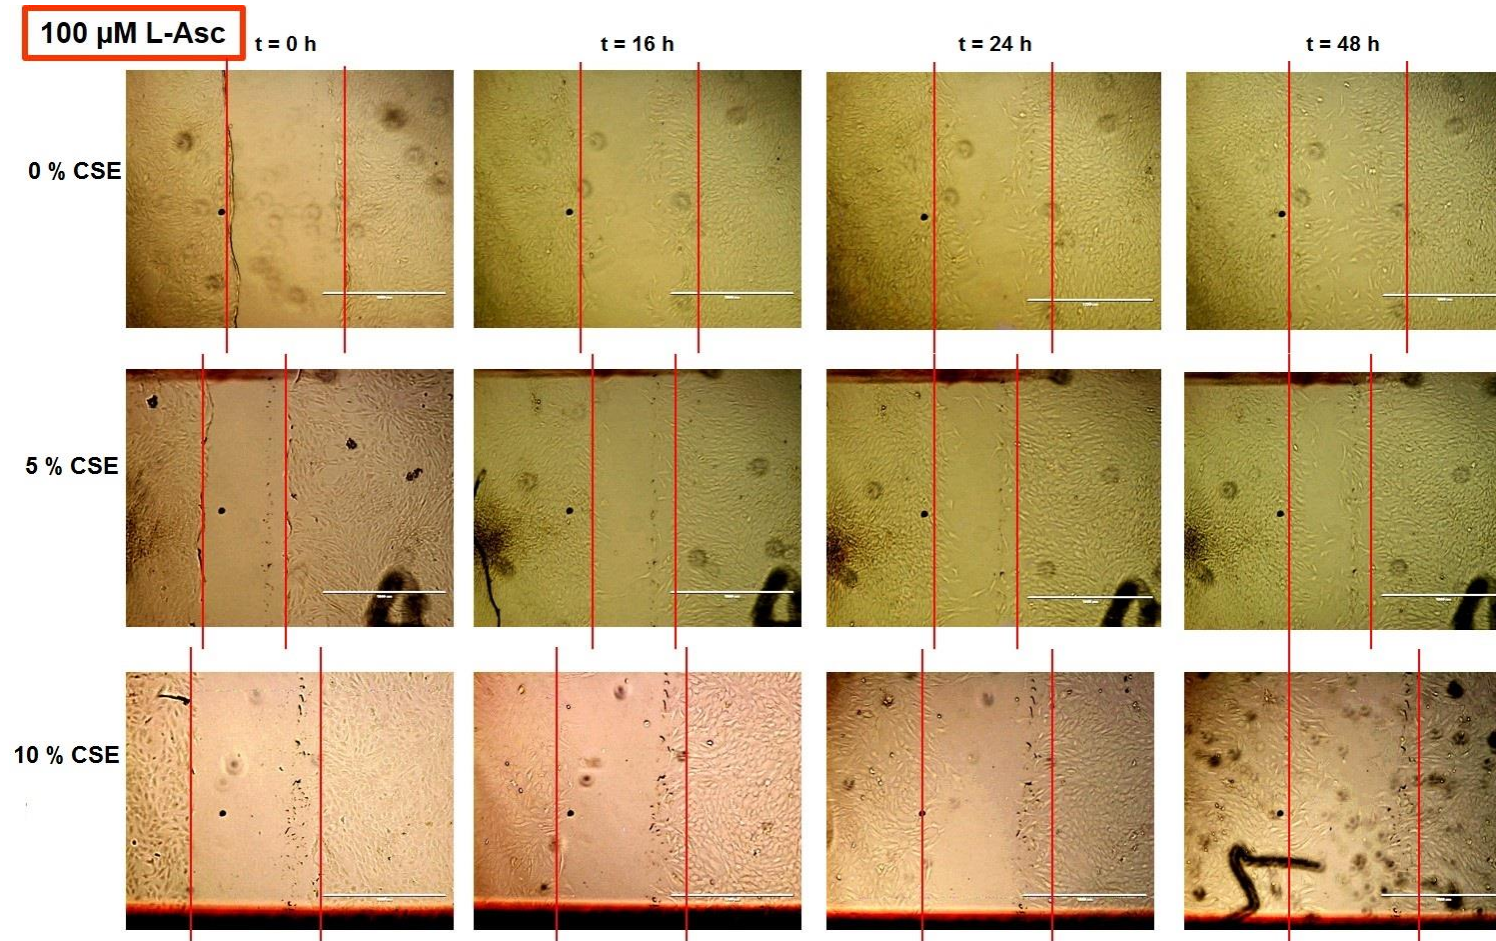 100 µM L-Asc
t = 0 h
t = 16 h
t = 24 h
t = 48 h
0 % CSE
5 % CSE
10 % CSE